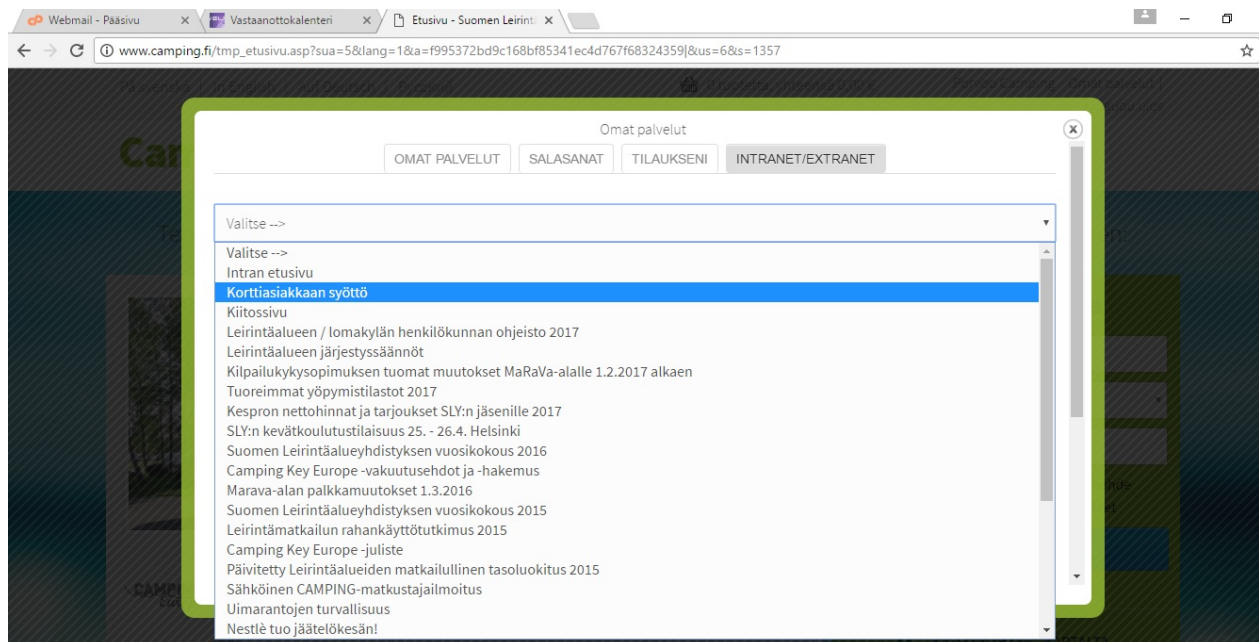 Webmail - Pääsivu
Vastaanottokalenteri
Etusivu - Suomen Leirint
www.camping.fi/tmp_etusivu.asp?sua=5&lang=1&a=f995372bd9c168bf85341ec4d767f68324359|&us=6&s=1357
Omat palvelut
OMAT PALVELUT SALASANAT TILAUKSENI INTRANET/EXTRANET
Valitse -->
Valitse -->
Intran etusivu
Korttiasiakkaan syöttö
Kiitossivu
Leirintäalueen / lomakylän henkilökunnan ohjeisto 2017
Leirintäalueen järjestyssäännöt
Kilpailukykysopimuksen tuomat muutokset MaRaVa-alalle 1.2.2017 alkaen
Tuoreimmat yöpymistilastot 2017
Kespron nettohinnat ja tarjoukset SLY:n jäsenille 2017
SLY:n kevätkoulutustilaisuus 25. - 26.4. Helsinki
Suomen Leirintäalueyhdistyksen vuosikokous 2016
Camping Key Europe -vakuutusehdot ja -hakemus
Marava-alan palkkamuutokset 1.3.2016
Suomen Leirintäalueyhdistyksen vuosikokous 2015
Leirintämatkailun rahankäyttötutkimus 2015
Camping Key Europe -juliste
Päivitetty Leirintäalueiden matkailullinen tasoluokitus 2015
Sähköinen CAMPING-matkustajailmoitus
Uimarantojen turvallisuus
Nestlè tuo jäätelökesän!